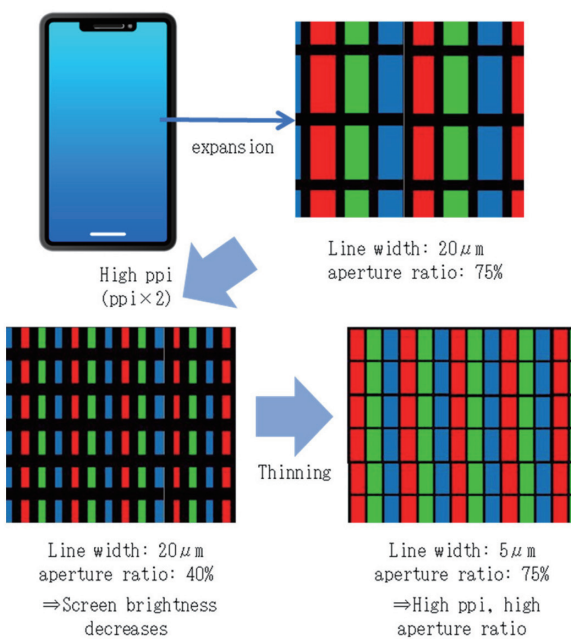 expansion
Line width: 20μm
aperture ratio: 75%
High ppi
(ppi×2)
Thinning
Line width: 20μm
aperture ratio: 40%
⇒Screen brightness
decreases
Line width: 5μm
aperture ratio: 75%
⇒High ppi, high
aperture ratio